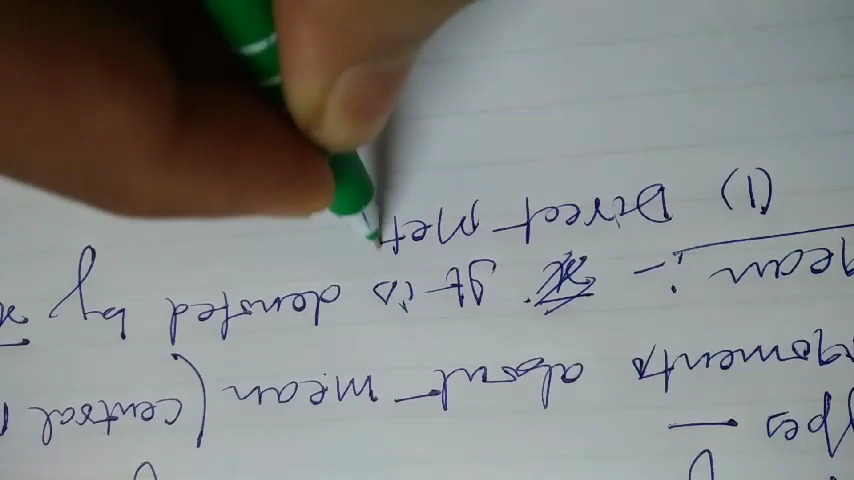 ypes —
moments about mean (central
mean :- It is denoted by x̄
(1) Direct Met